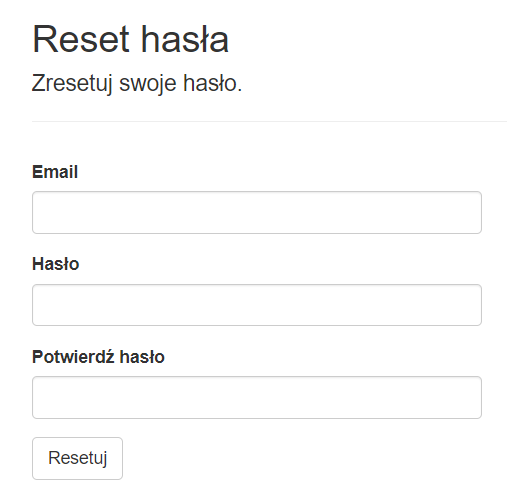 Reset hasła
Zresetuj swoje hasło.
Email
Hasło
Potwierdź hasło
Resetuj